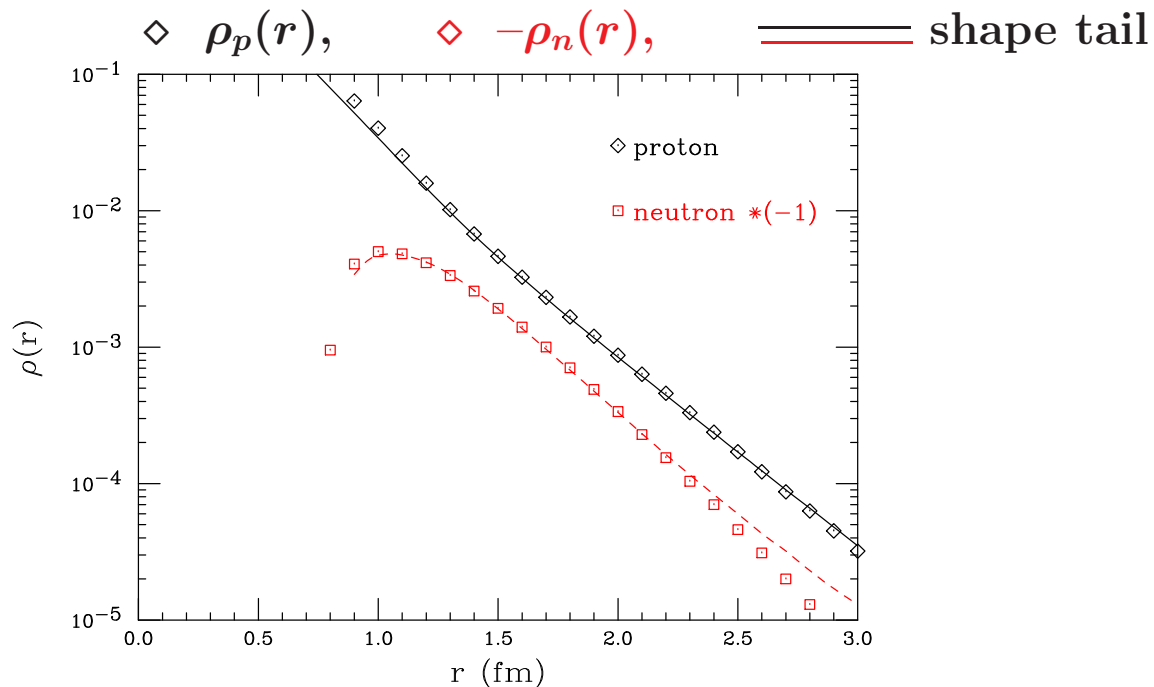 ◇ ρₚ(r), ◇ −ρₙ(r), shape tail
10⁻¹
proton
10⁻²
neutron *(−1)
ρ(r)
10⁻³
10⁻⁴
10⁻⁵
0.0 0.5 1.0 1.5 2.0 2.5 3.0
r (fm)